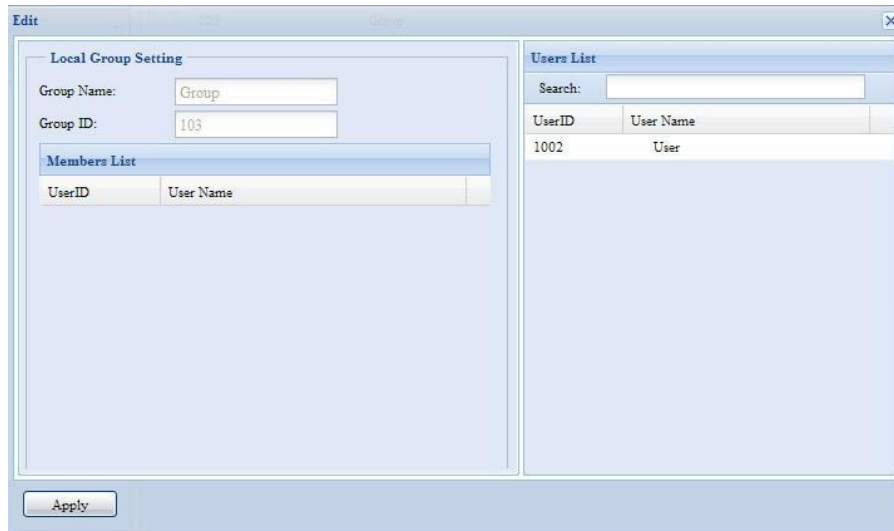 Edit
Local Group Setting
Group Name: Group
Group ID: 103
Members List
UserID User Name
Users List
Search:
UserID User Name
1002 User
Apply